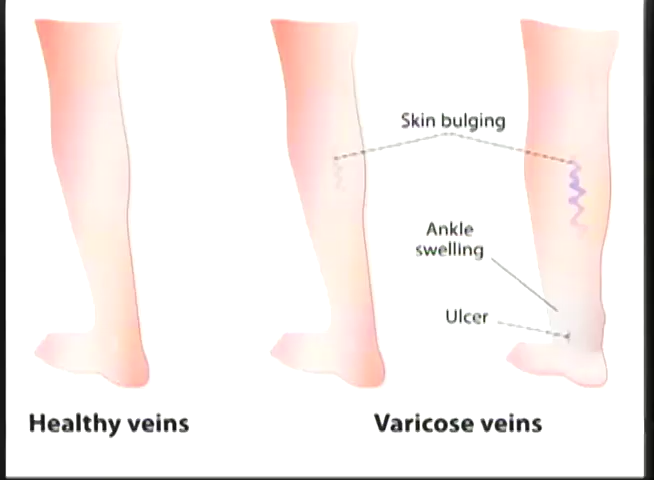 Skin bulging
Ankle
swelling
Ulcer
Healthy veins
Varicose veins